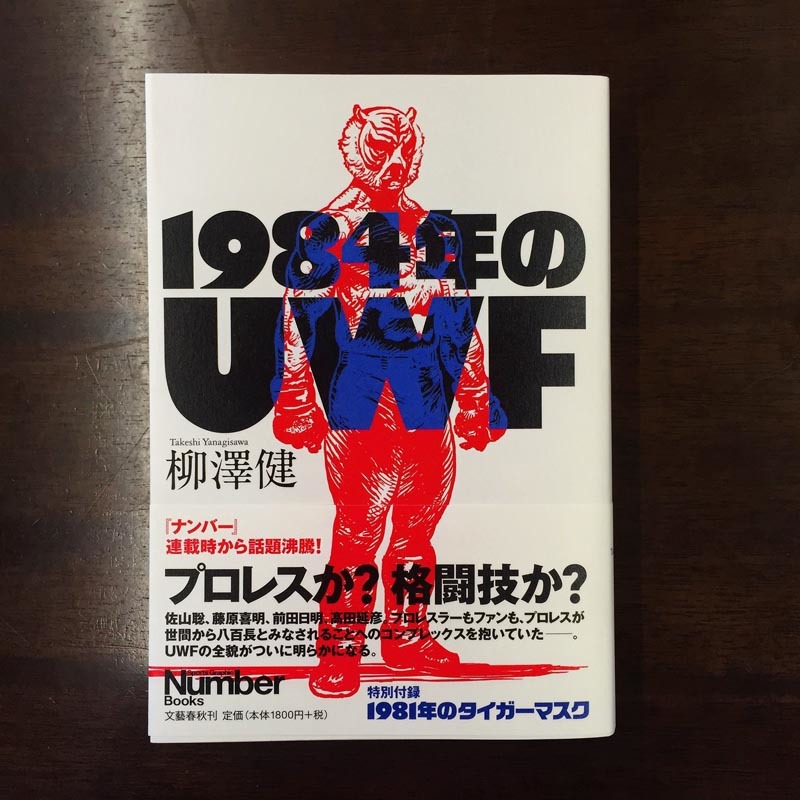 1984年の
UWF
Takeshi Yanagisawa
柳澤健
『ナンバー』
連載時から話題沸騰!
プロレスか? 格闘技か?
佐山聡、藤原喜明、前田日明、髙田延彦。プロレスラーもファンも、プロレスが
世間から八百長とみなされることへのコンプレックスを抱いていた――。
UWFの全貌がついに明らかになる。
Sports Graphic
Number
Books
文藝春秋刊 定価(本体1800円+税)
特別付録
1981年のタイガーマスク